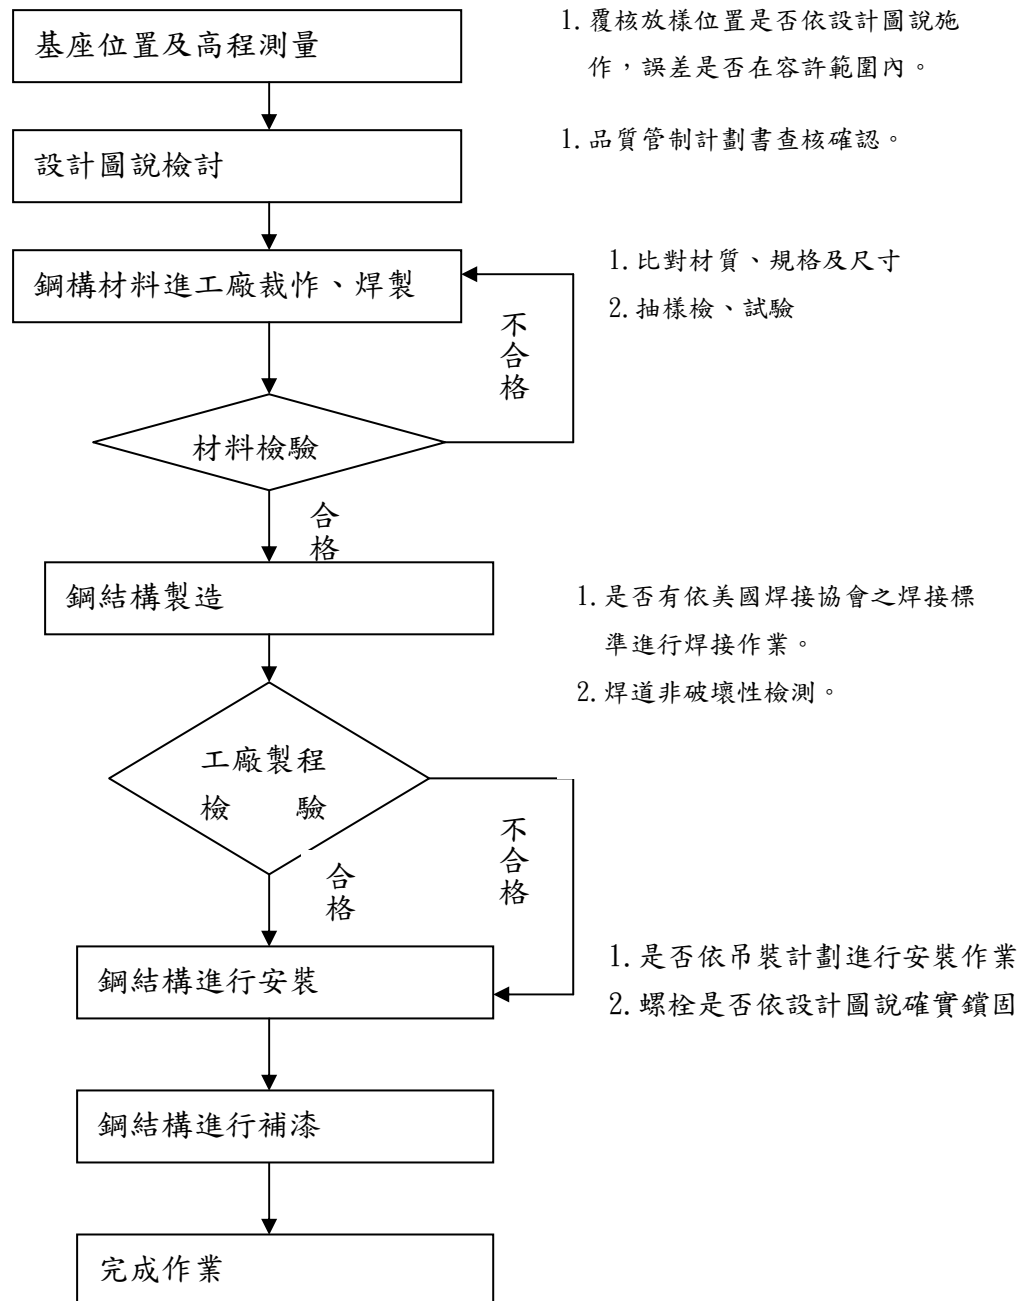 基座位置及高程測量
1.覆核放樣位置是否依設計圖說施
作，誤差是否在容許範圍內。
設計圖說檢討
1.品質管制計劃書查核確認。
鋼構材料進工廠裁作、焊製
1.比對材質、規格及尺寸
2.抽樣檢、試驗
不合格
材料檢驗
合格
鋼結構製造
1.是否有依美國焊接協會之焊接標
準進行焊接作業。
2.焊道非破壞性檢測。
工廠製程
檢 驗
不合格
合格
鋼結構進行安裝
1.是否依吊裝計劃進行安裝作業
2.螺栓是否依設計圖說確實鎖固
鋼結構進行補漆
完成作業